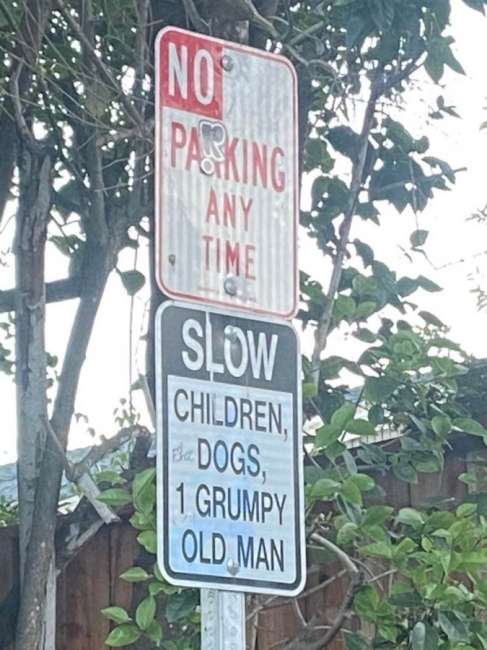 NO
PARKING
ANY
TIME
SLOW
CHILDREN,
DOGS,
1 GRUMPY
OLD MAN